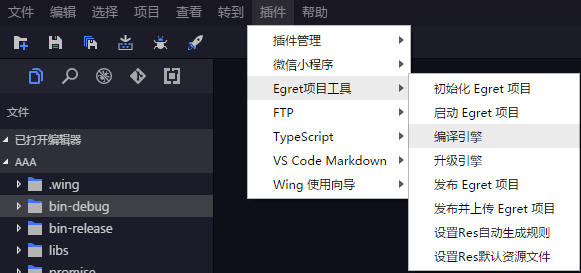 文件 编辑 选择 项目 查看 转到 插件 帮助
插件管理
微信小程序
Egret项目工具
FTP
TypeScript
VS Code Markdown
Wing 使用向导
初始化 Egret 项目
启动 Egret 项目
编译引擎
升级引擎
发布 Egret 项目
发布并上传 Egret 项目
设置Res自动生成规则
设置Res默认资源文件
文件
已打开编辑器
AAA
.wing
bin-debug
bin-release
libs
promise